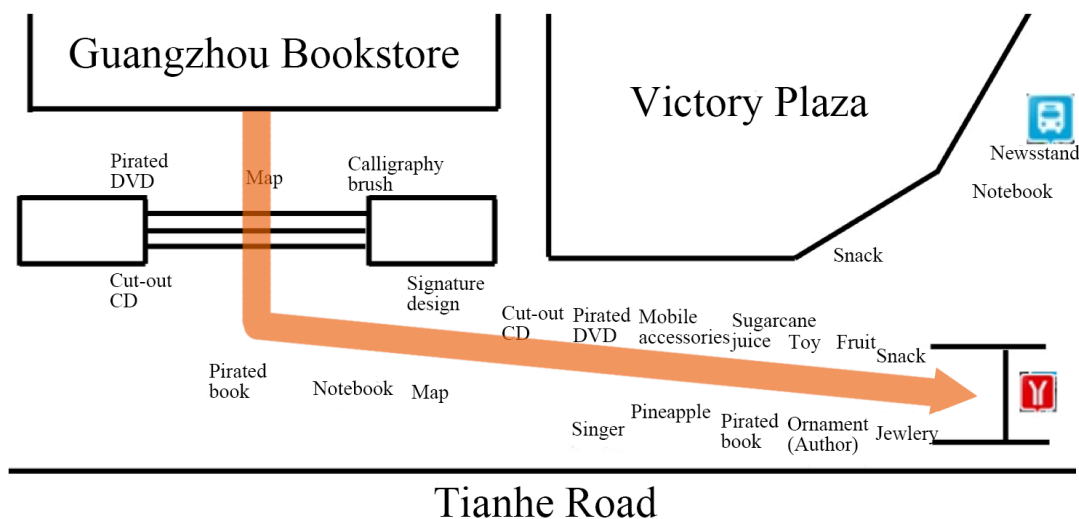 Guangzhou Bookstore
Victory Plaza
Newsstand
Notebook
Pirated
DVD
Map
Calligraphy
brush
Snack
Cut-out
CD
Signature
design
Cut-out
CD
Pirated
DVD
Mobile
accessories
Sugarcane
juice
Toy
Fruit
Snack
Pirated
book
Notebook
Map
Singer
Pineapple
Pirated
book
Ornament
(Author)
Jewlery
Tianhe Road